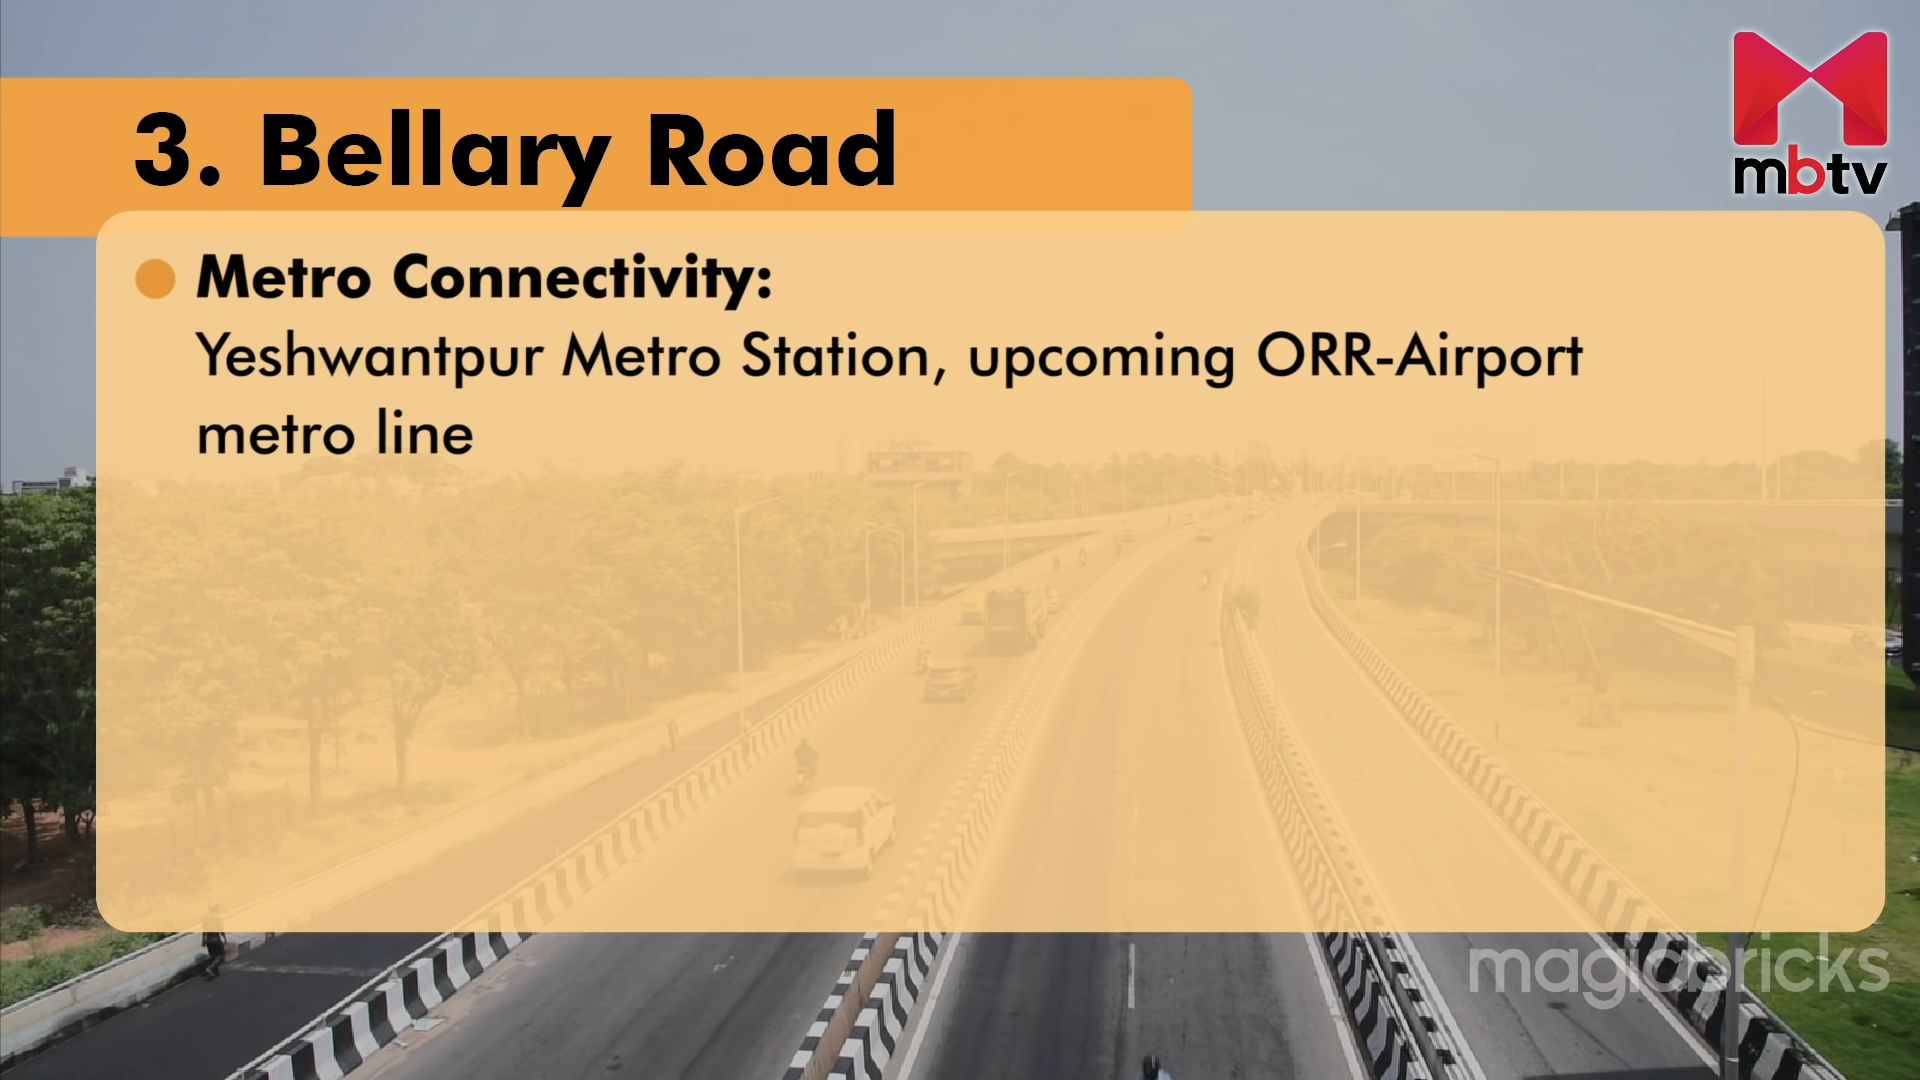 3. Bellary Road
mbtv
Metro Connectivity:
Yeshwantpur Metro Station, upcoming ORR-Airport
metro line
magicbricks